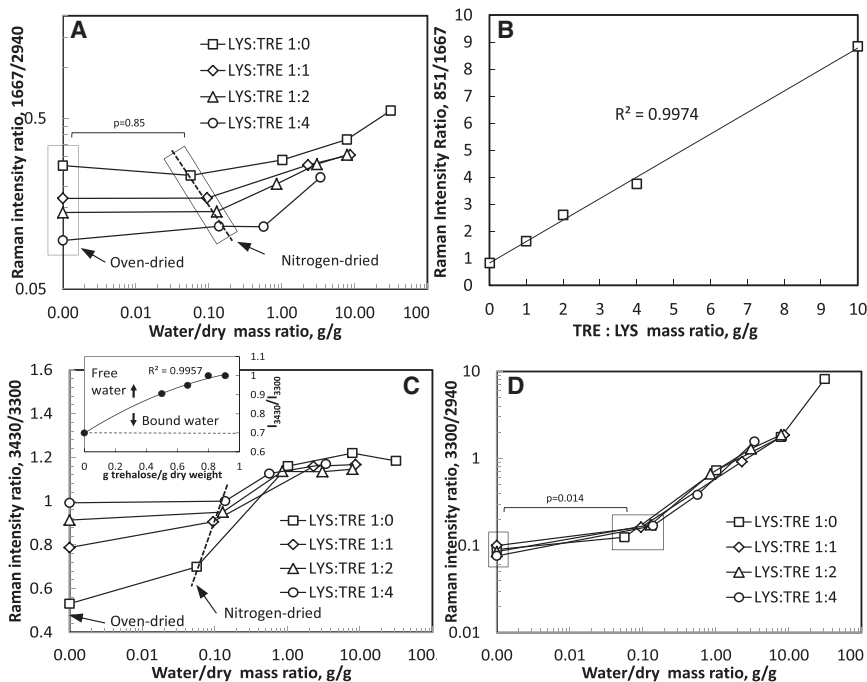 A
LYS:TRE 1:0
LYS:TRE 1:1
LYS:TRE 1:2
LYS:TRE 1:4
p=0.85
Oven-dried
Nitrogen-dried
0.5
0.05
Raman intensity ratio, 1667/2940
0.00 0.01 0.10 1.00 10.00 100
Water/dry mass ratio, g/g
B
R² = 0.9974
10
9
8
7
6
5
4
3
2
1
0
Raman Intensity Ratio, 851/1667
0 1 2 3 4 5 6 7 8 9 10
TRE : LYS mass ratio, g/g
C
Free
water
R² = 0.9957
Bound water
1.1
1
0.9
0.8
0.7
0.6
I3430/I3300
0 0.2 0.4 0.6 0.8 1
g trehalose/g dry weight
1.6
1.4
1.2
1
0.8
0.6
0.4
Raman intensity ratio, 3430/3300
LYS:TRE 1:0
LYS:TRE 1:1
LYS:TRE 1:2
LYS:TRE 1:4
Nitrogen-dried
Oven-dried
0.00 0.01 0.10 1.00 10.00 100.
Water/dry mass ratio, g/g
D
p=0.014
LYS:TRE 1:0
LYS:TRE 1:1
LYS:TRE 1:2
LYS:TRE 1:4
10
1
0.1
0.01
Raman intensity ratio, 3300/2940
0.00 0.01 0.10 1.00 10.00 100
Water/dry mass ratio, g/g